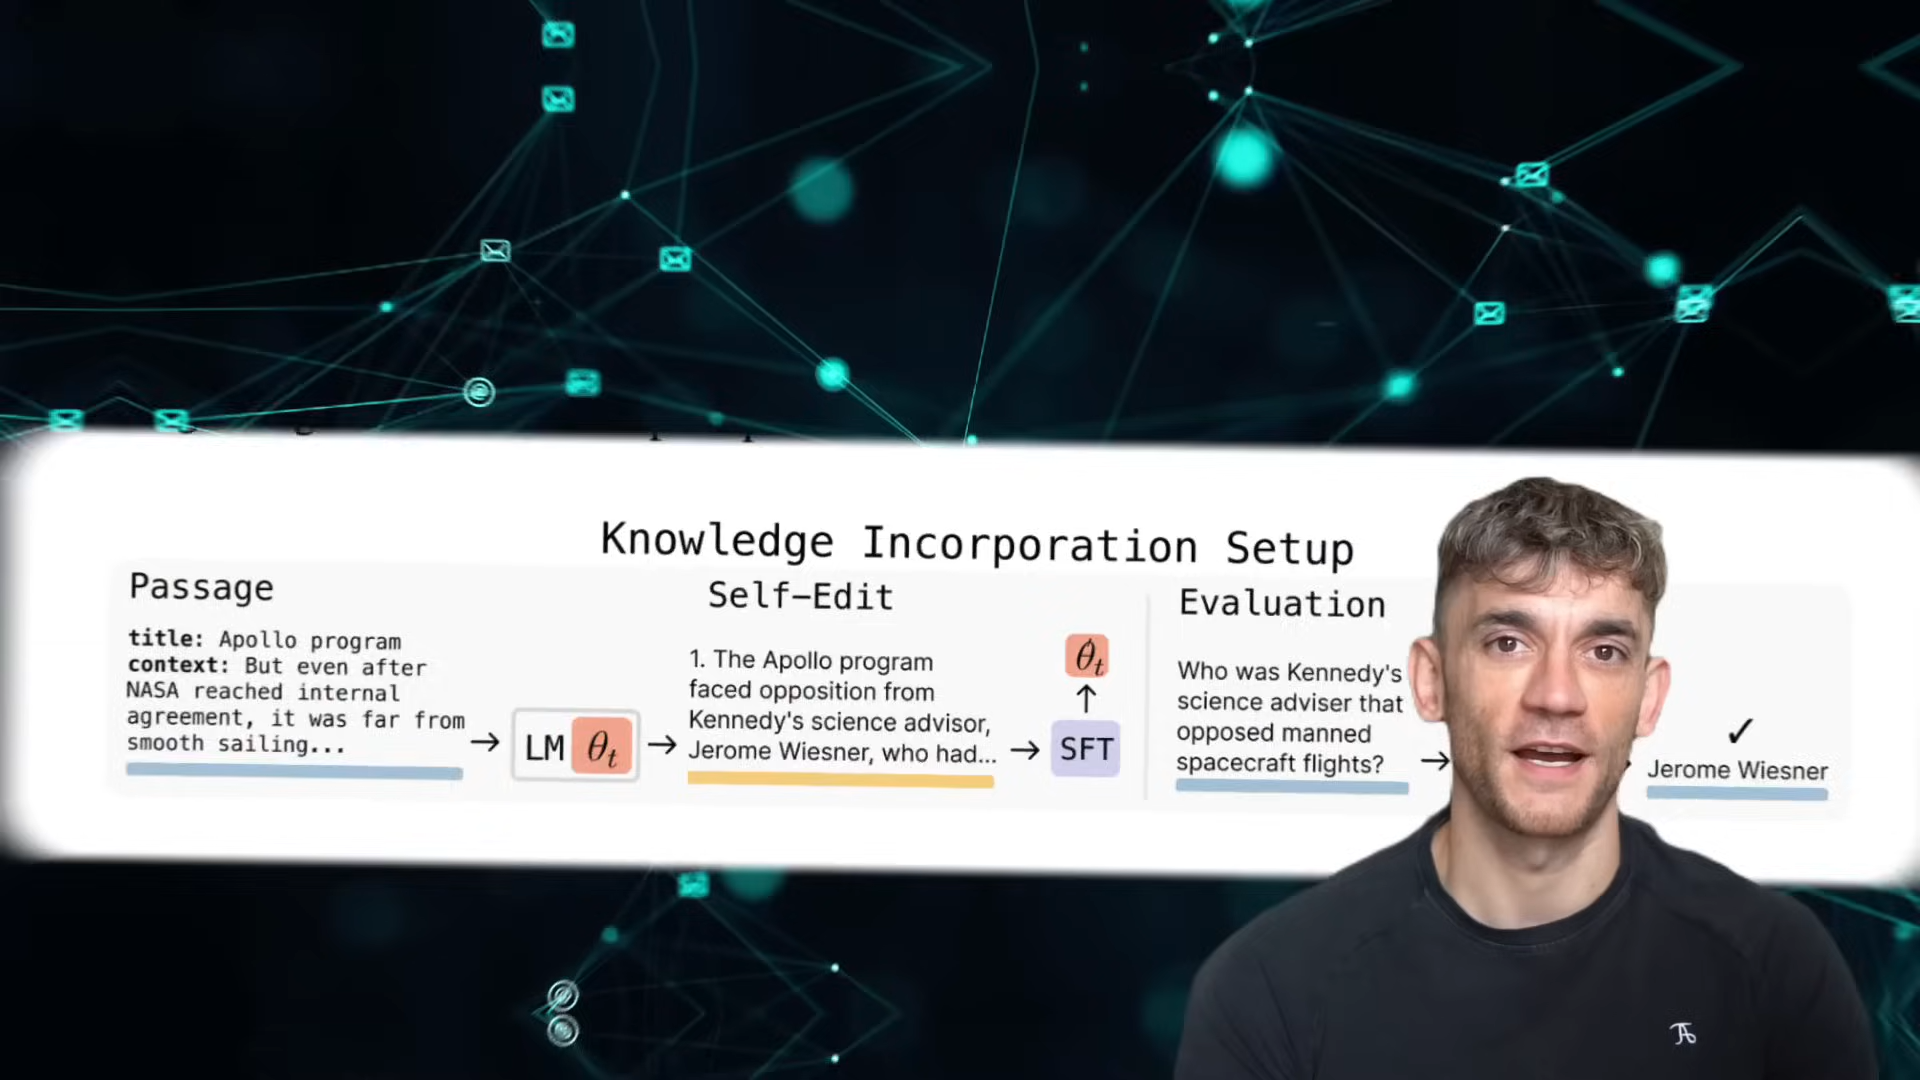 Knowledge Incorporation Setup
Passage
title: Apollo program
context: But even after
NASA reached internal
agreement, it was far from
smooth sailing...
LM θt
Self-Edit
1. The Apollo program
faced opposition from
Kennedy's science advisor,
Jerome Wiesner, who had...
θt
SFT
Evaluation
Who was Kennedy's
science adviser that
opposed manned
spacecraft flights?
✓
Jerome Wiesner